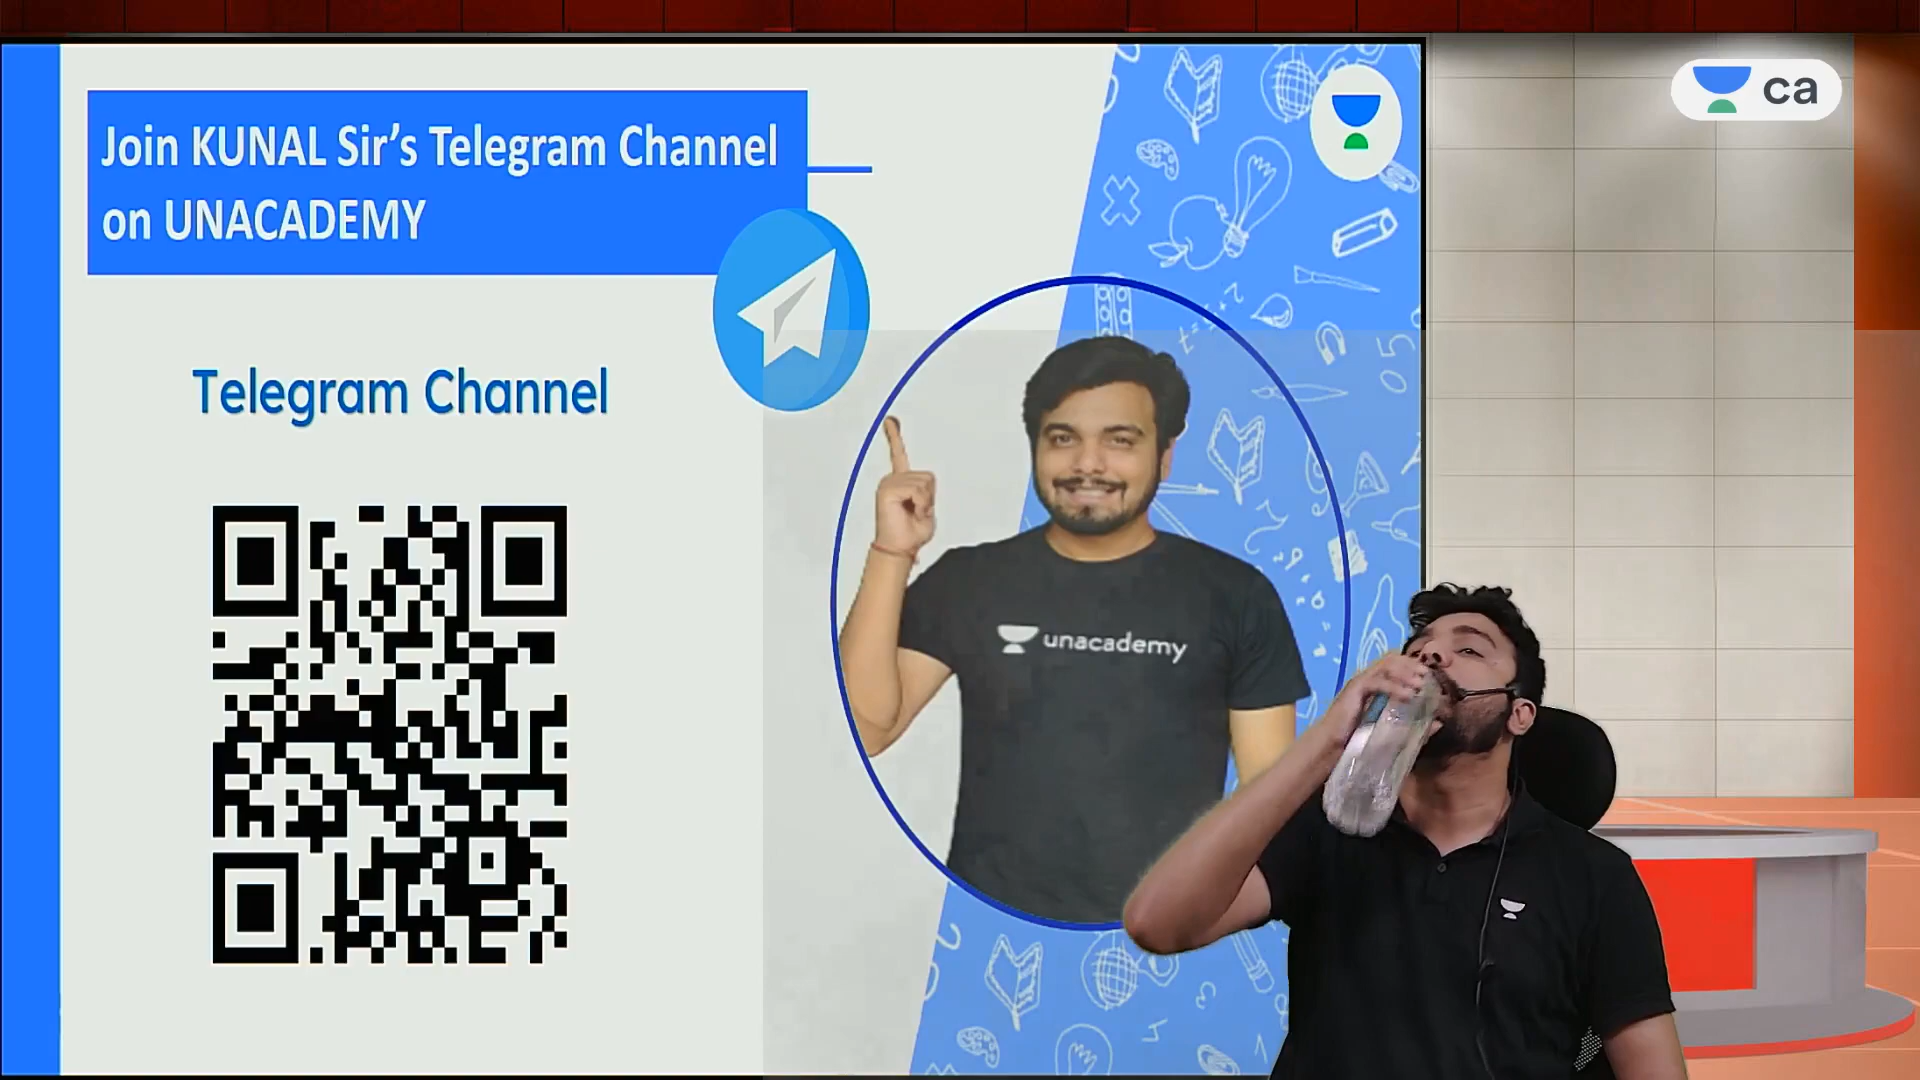 Join KUNAL Sir’s Telegram Channel
on UNACADEMY
Telegram Channel
unacademy
ca